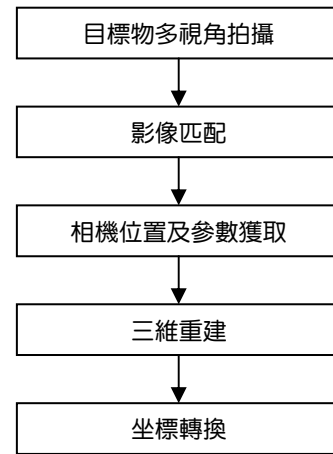 目標物多視角拍攝
影像匹配
相機位置及參數獲取
三維重建
坐標轉換